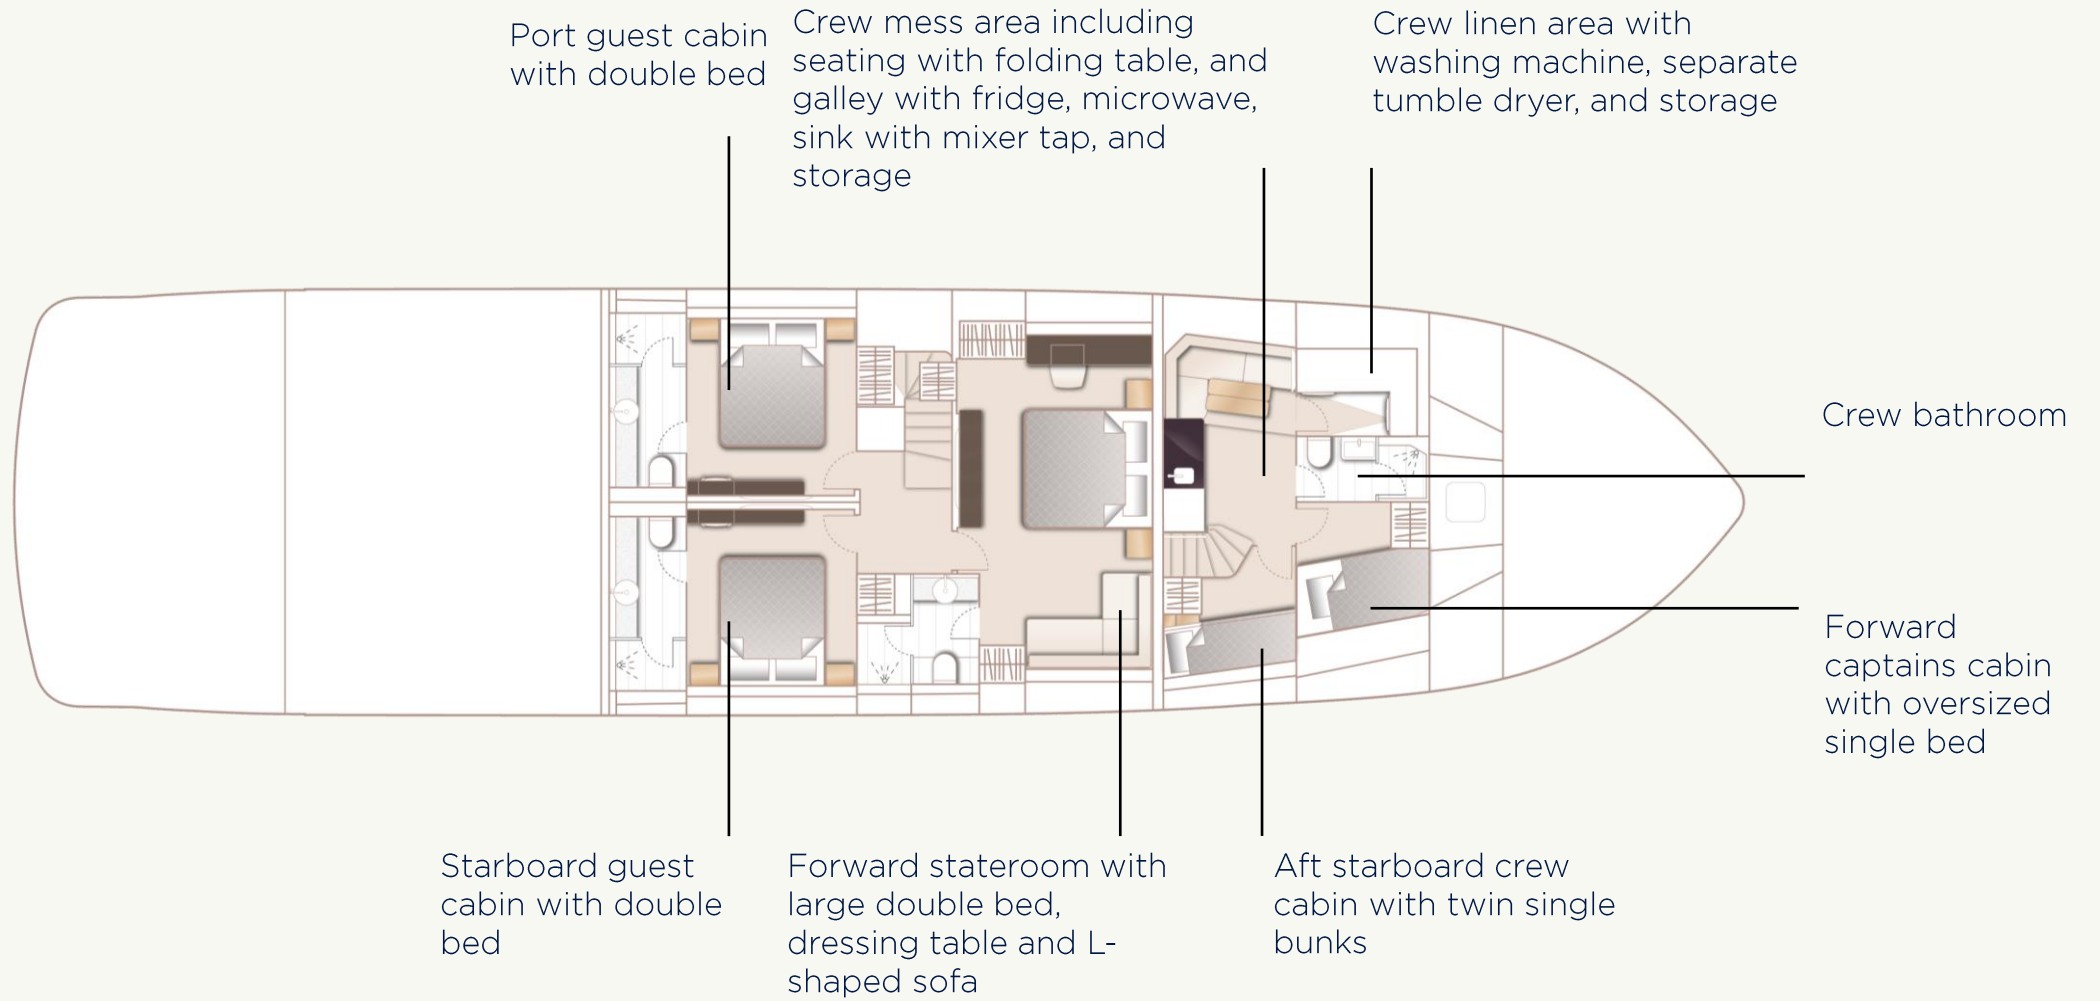 Port guest cabin
with double bed
Crew mess area including
seating with folding table, and
galley with fridge, microwave,
sink with mixer tap, and
storage
Crew linen area with
washing machine, separate
tumble dryer, and storage
Crew bathroom
Forward
captains cabin
with oversized
single bed
Starboard guest
cabin with double
bed
Forward stateroom with
large double bed,
dressing table and L-
shaped sofa
Aft starboard crew
cabin with twin single
bunks